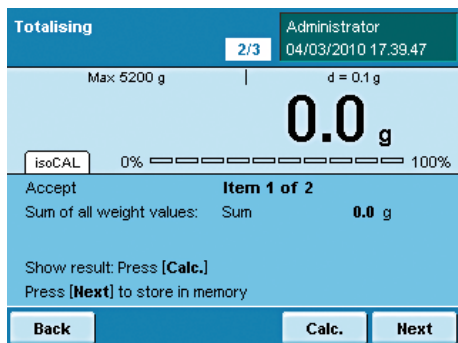 Totalising
Administrator
2/3
04/03/2010 17.39.47
Max 5200 g
d = 0.1 g
0.0 g
isoCAL 0% 100%
Accept Item 1 of 2
Sum of all weight values: Sum 0.0 g
Show result: Press [Calc.]
Press [Next] to store in memory
Back Calc. Next